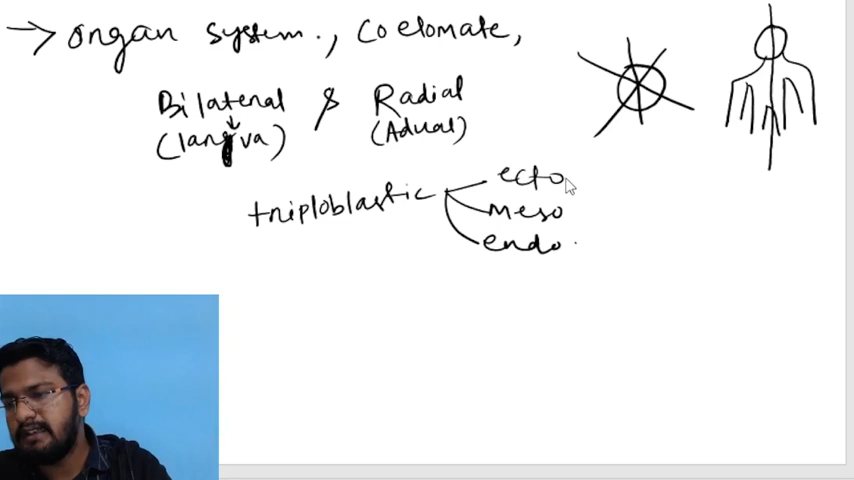 → organ system., Coelomate,
Bilateral & Radial
(larva) (Adual)
triploblastic ecto
meso
endo.